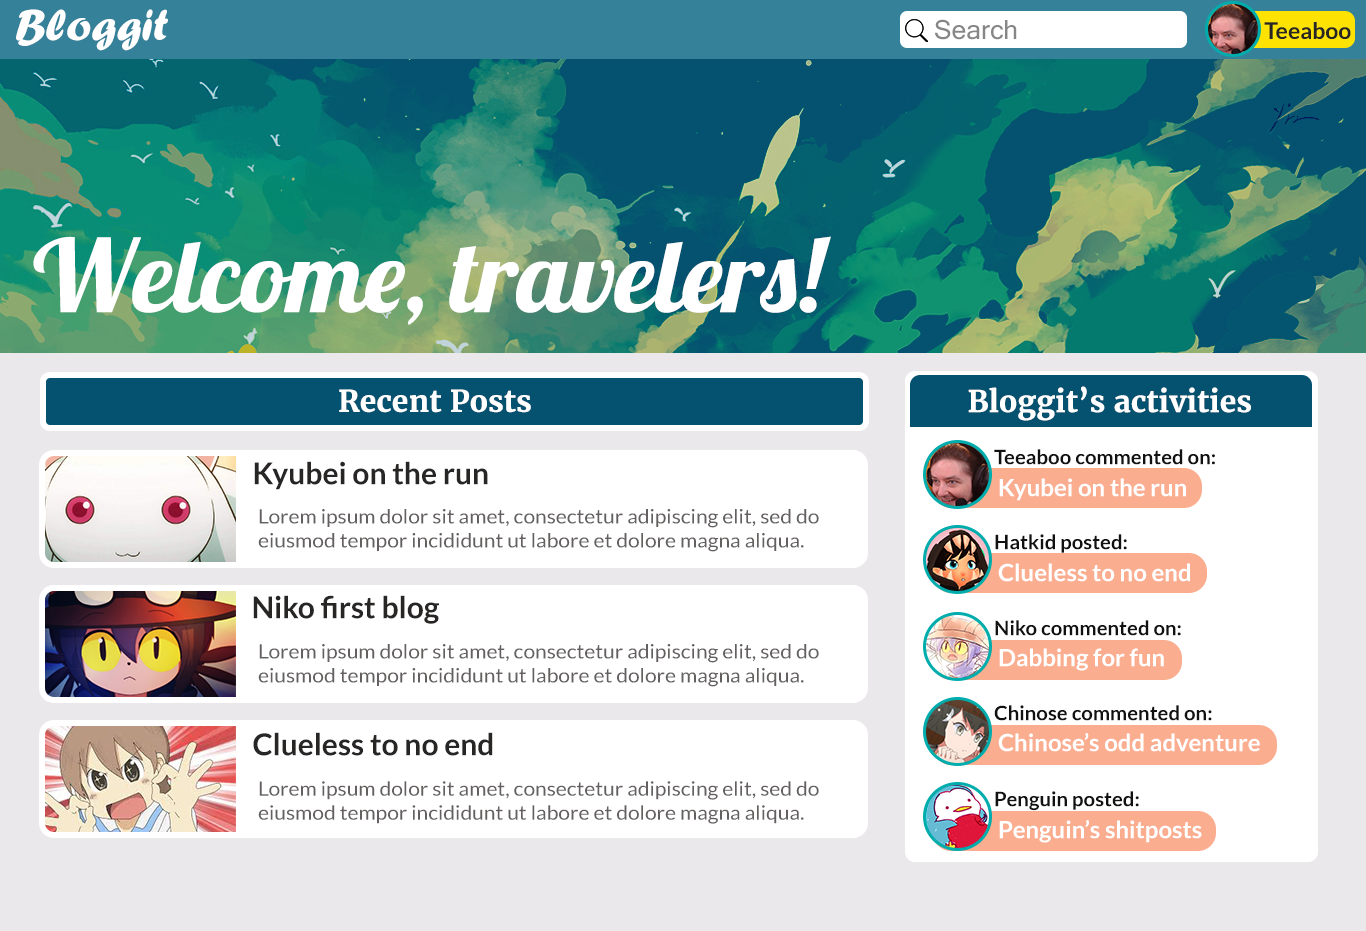 Bloggit
Search
Teeaboo
Welcome, travelers!
Recent Posts
Kyubei on the run
Lorem ipsum dolor sit amet, consectetur adipiscing elit, sed do
eiusmod tempor incididunt ut labore et dolore magna aliqua.
Niko first blog
Lorem ipsum dolor sit amet, consectetur adipiscing elit, sed do
eiusmod tempor incididunt ut labore et dolore magna aliqua.
Clueless to no end
Lorem ipsum dolor sit amet, consectetur adipiscing elit, sed do
eiusmod tempor incididunt ut labore et dolore magna aliqua.
Bloggit’s activities
Teeaboo commented on:
Kyubei on the run
Hatkid posted:
Clueless to no end
Niko commented on:
Dabbing for fun
Chinose commented on:
Chinose’s odd adventure
Penguin posted:
Penguin’s shitposts